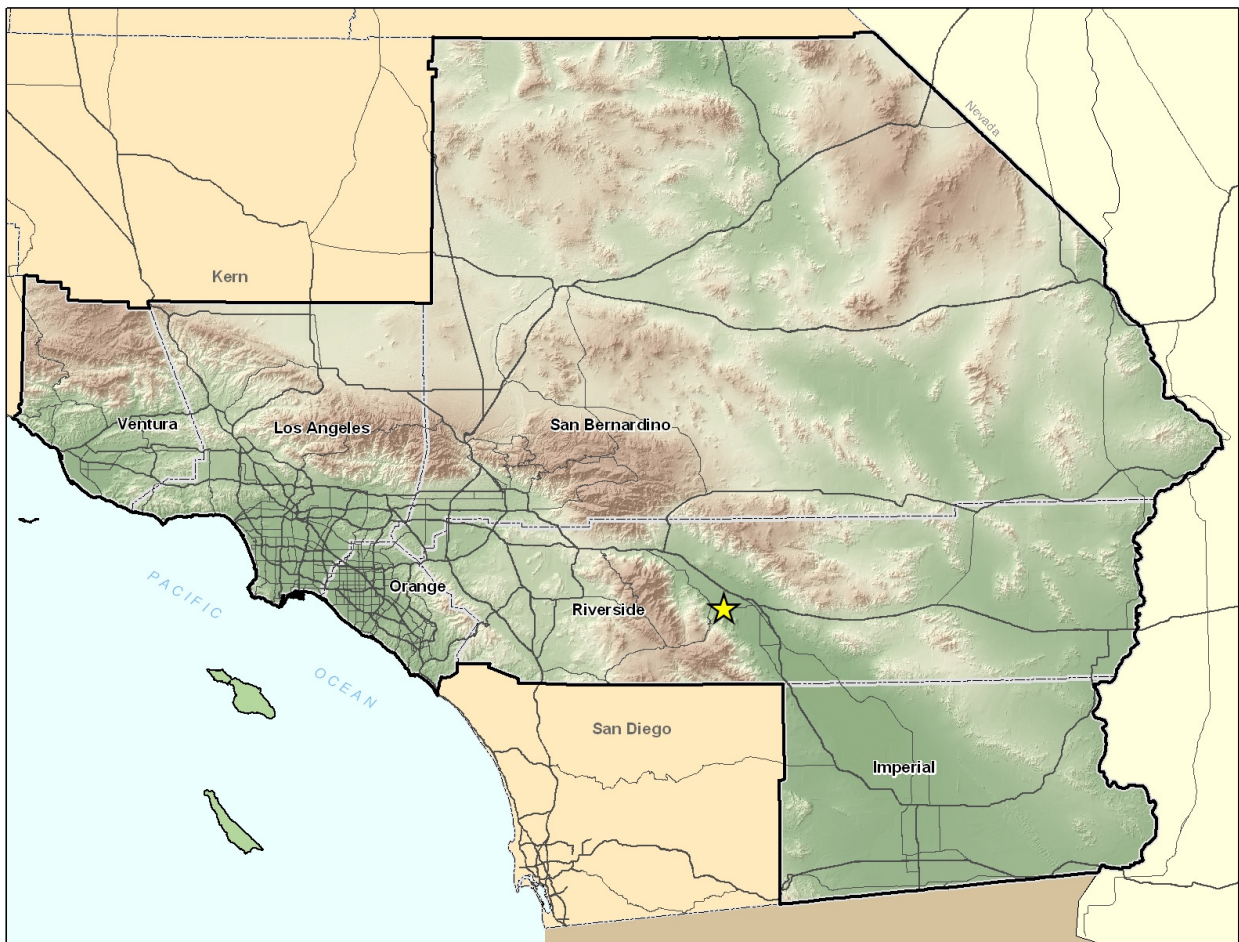 Nevada
Kern
Ventura
Los Angeles
San Bernardino
PACIFIC
Orange
Riverside
OCEAN
San Diego
Imperial